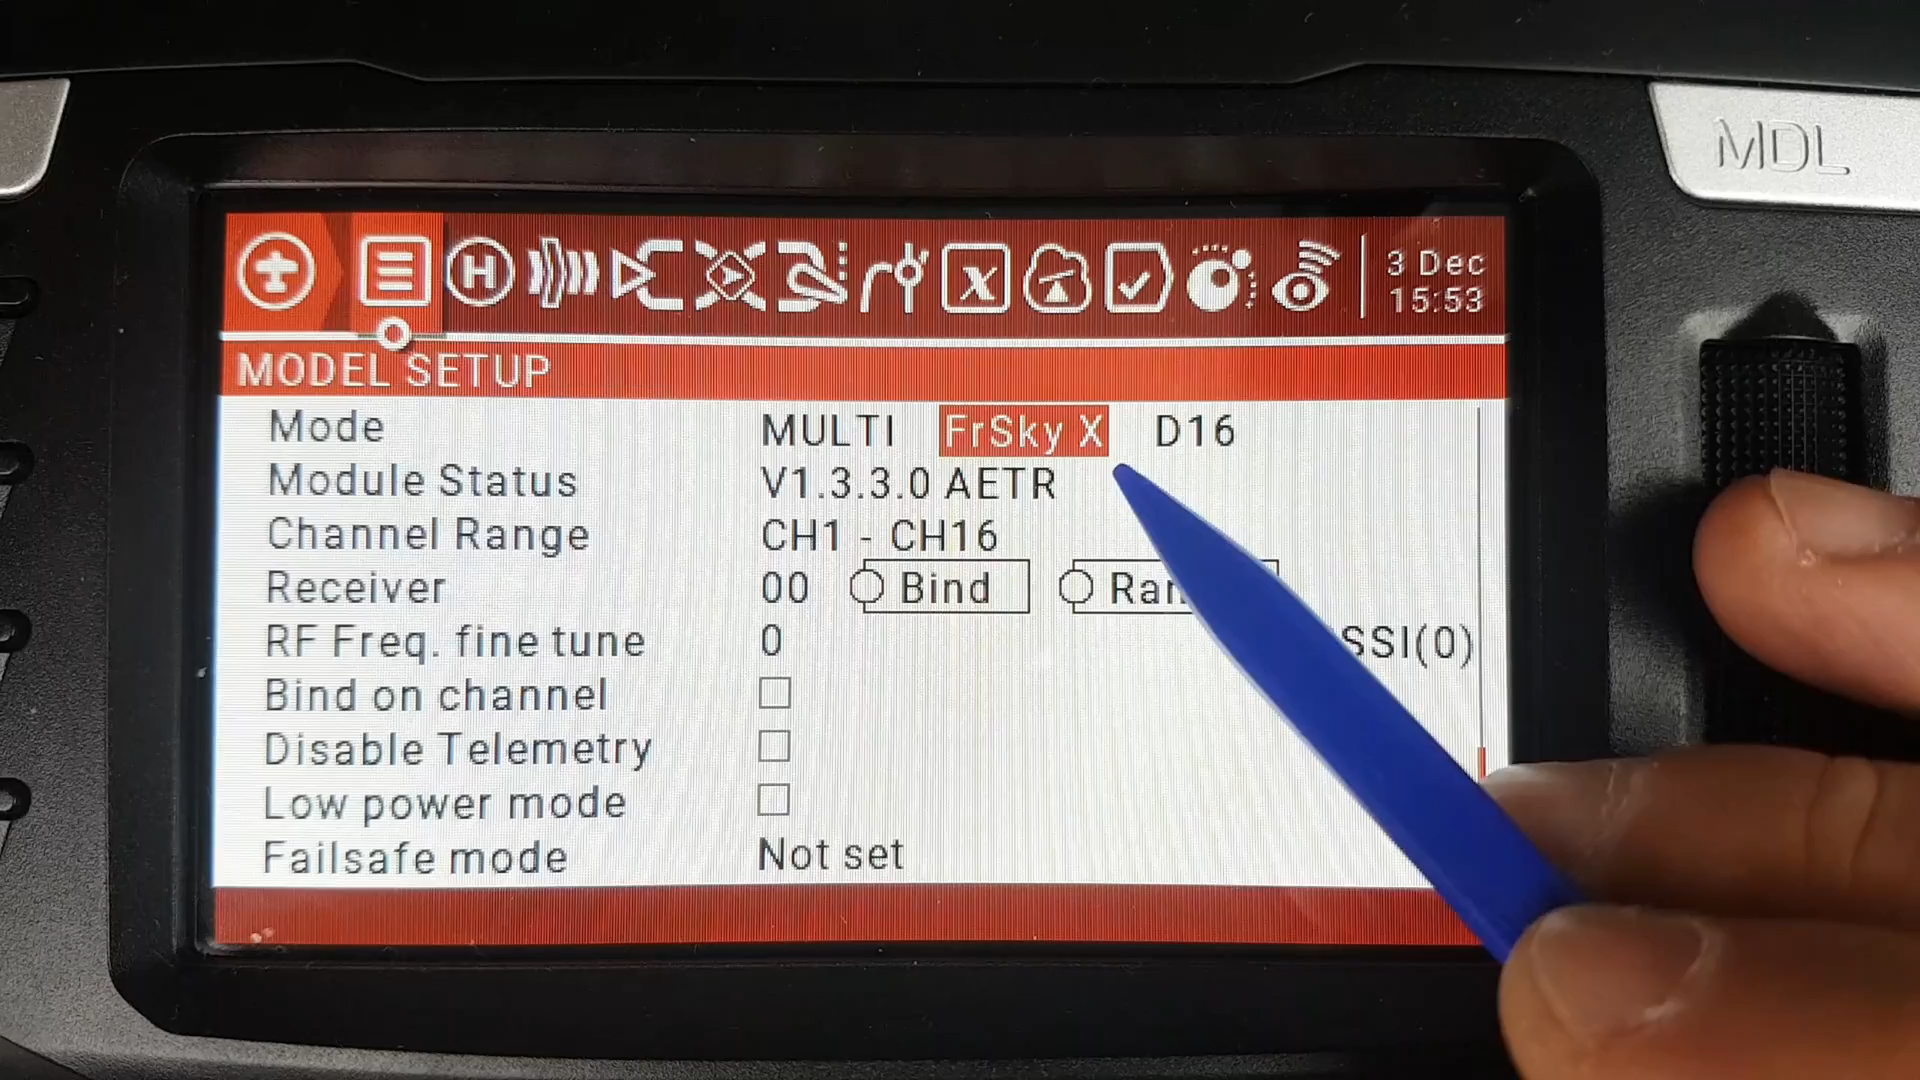 MDL
3 Dec
15:53
MODEL SETUP
Mode MULTI FrSky X D16
Module Status V1.3.3.0 AETR
Channel Range CH1 - CH16
Receiver 00 Bind
RF Freq. fine tune 0 SSI(0)
Bind on channel
Disable Telemetry
Low power mode
Failsafe mode Not set